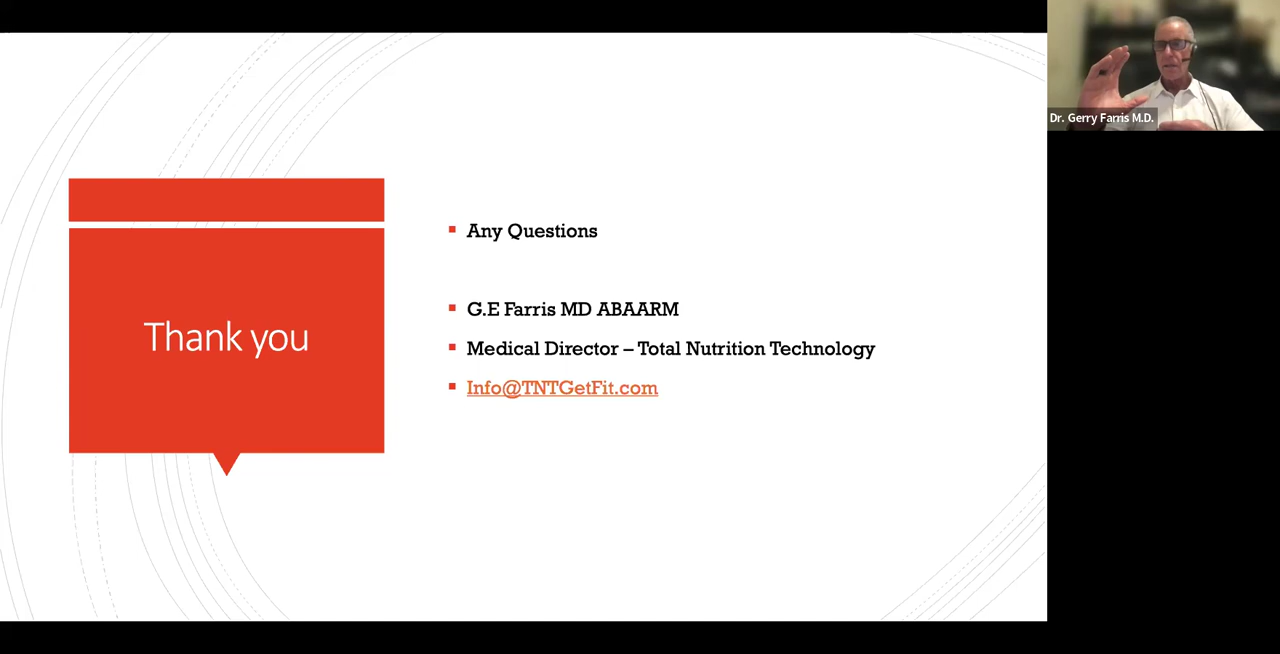 Thank you
Any Questions
G.E Farris MD ABAARM
Medical Director – Total Nutrition Technology
Info@TNTGetFit.com
Dr. Gerry Farris M.D.